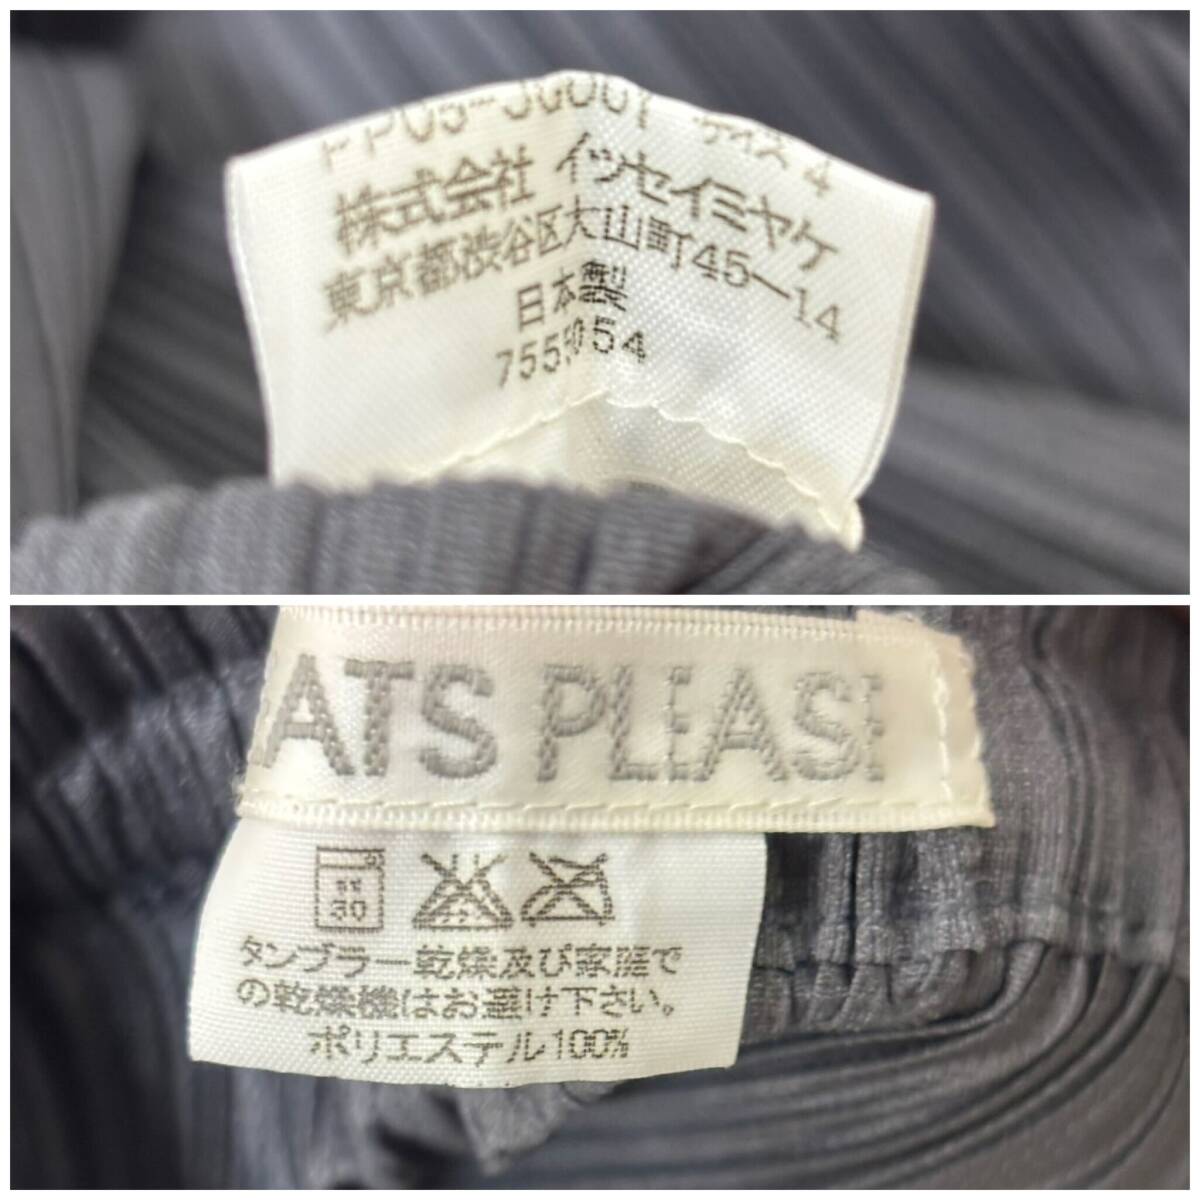 サイズ 4
株式会社 イッセイミヤケ
東京都渋谷区大山町45-14
日本製
ATS PLEASE
30
タンブラー乾燥及び家庭で
の乾燥機はお避け下さい。
ポリエステル100%